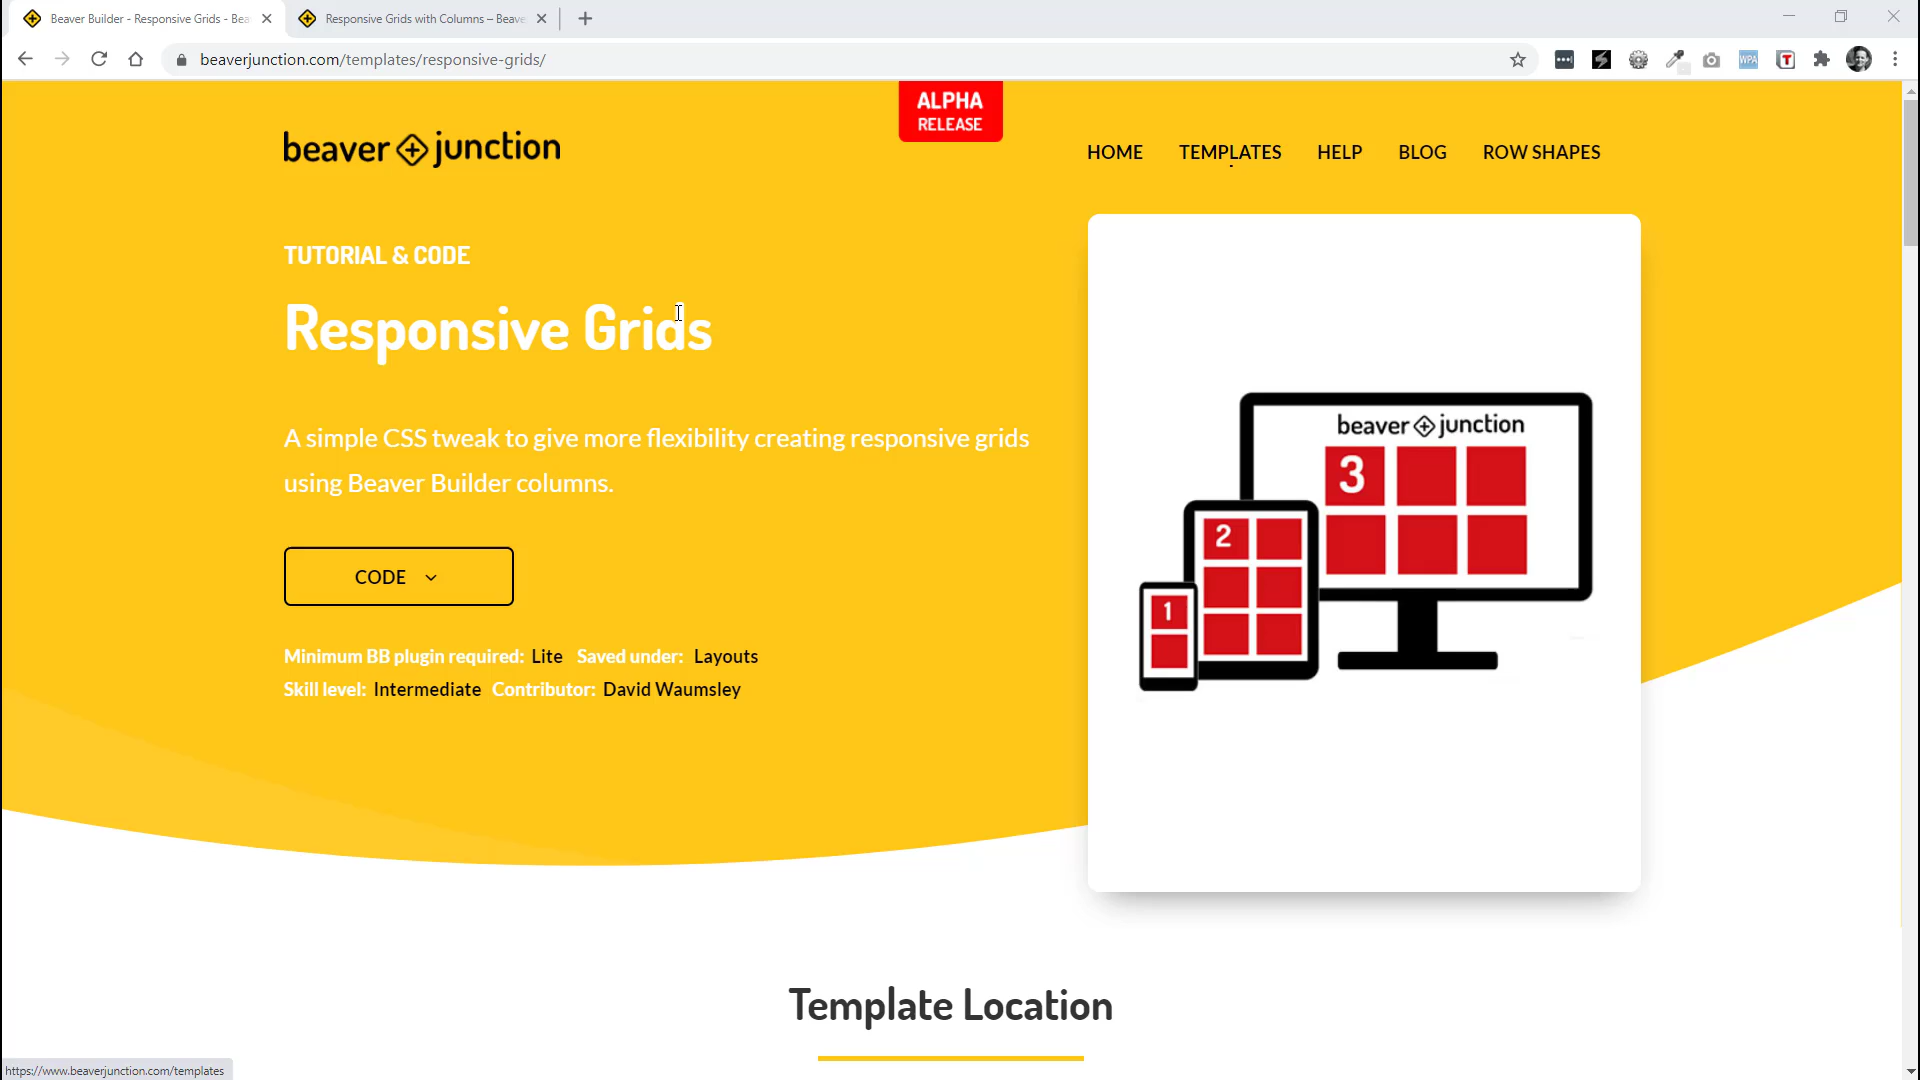 Beaver Builder - Responsive Grids - Bea
Responsive Grids with Columns – Beave
beaverjunction.com/templates/responsive-grids/
WPA
T
ALPHA
RELEASE
beaver junction
HOME
TEMPLATES
HELP
BLOG
ROW SHAPES
TUTORIAL & CODE
Responsive Grids
A simple CSS tweak to give more flexibility creating responsive grids
using Beaver Builder columns.
CODE
Minimum BB plugin required: Lite Saved under: Layouts
Skill level: Intermediate Contributor: David Waumsley
beaver junction
3
2
1
Template Location
https://www.beaverjunction.com/templates